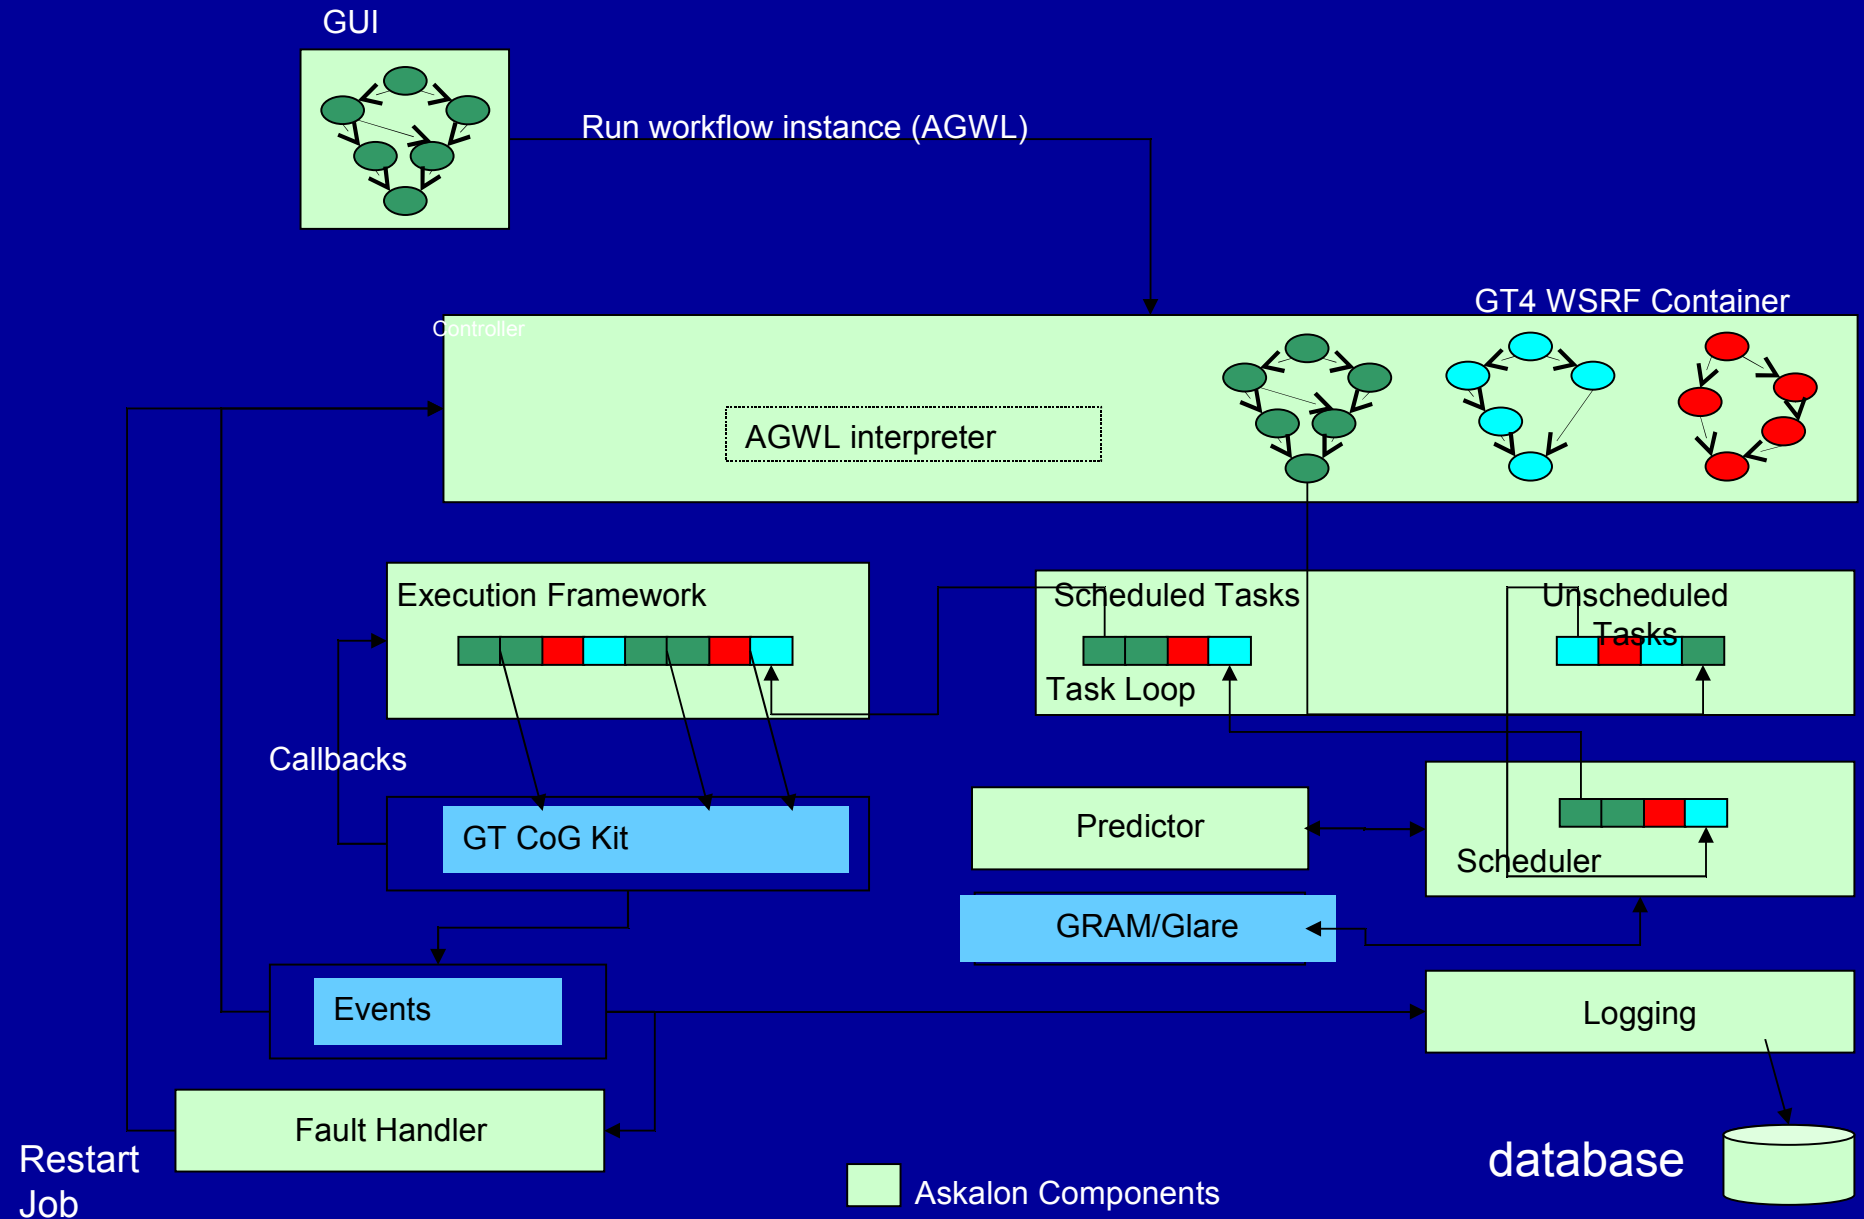 GUI
Run workflow instance (AGWL)
GT4 WSRF Container
Controller
AGWL interpreter
Execution Framework
Scheduled Tasks
Unscheduled
Tasks
Task Loop
Callbacks
GT CoG Kit
Predictor
Scheduler
GRAM/Glare
Events
Logging
Fault Handler
Restart
Job
database
Askalon Components